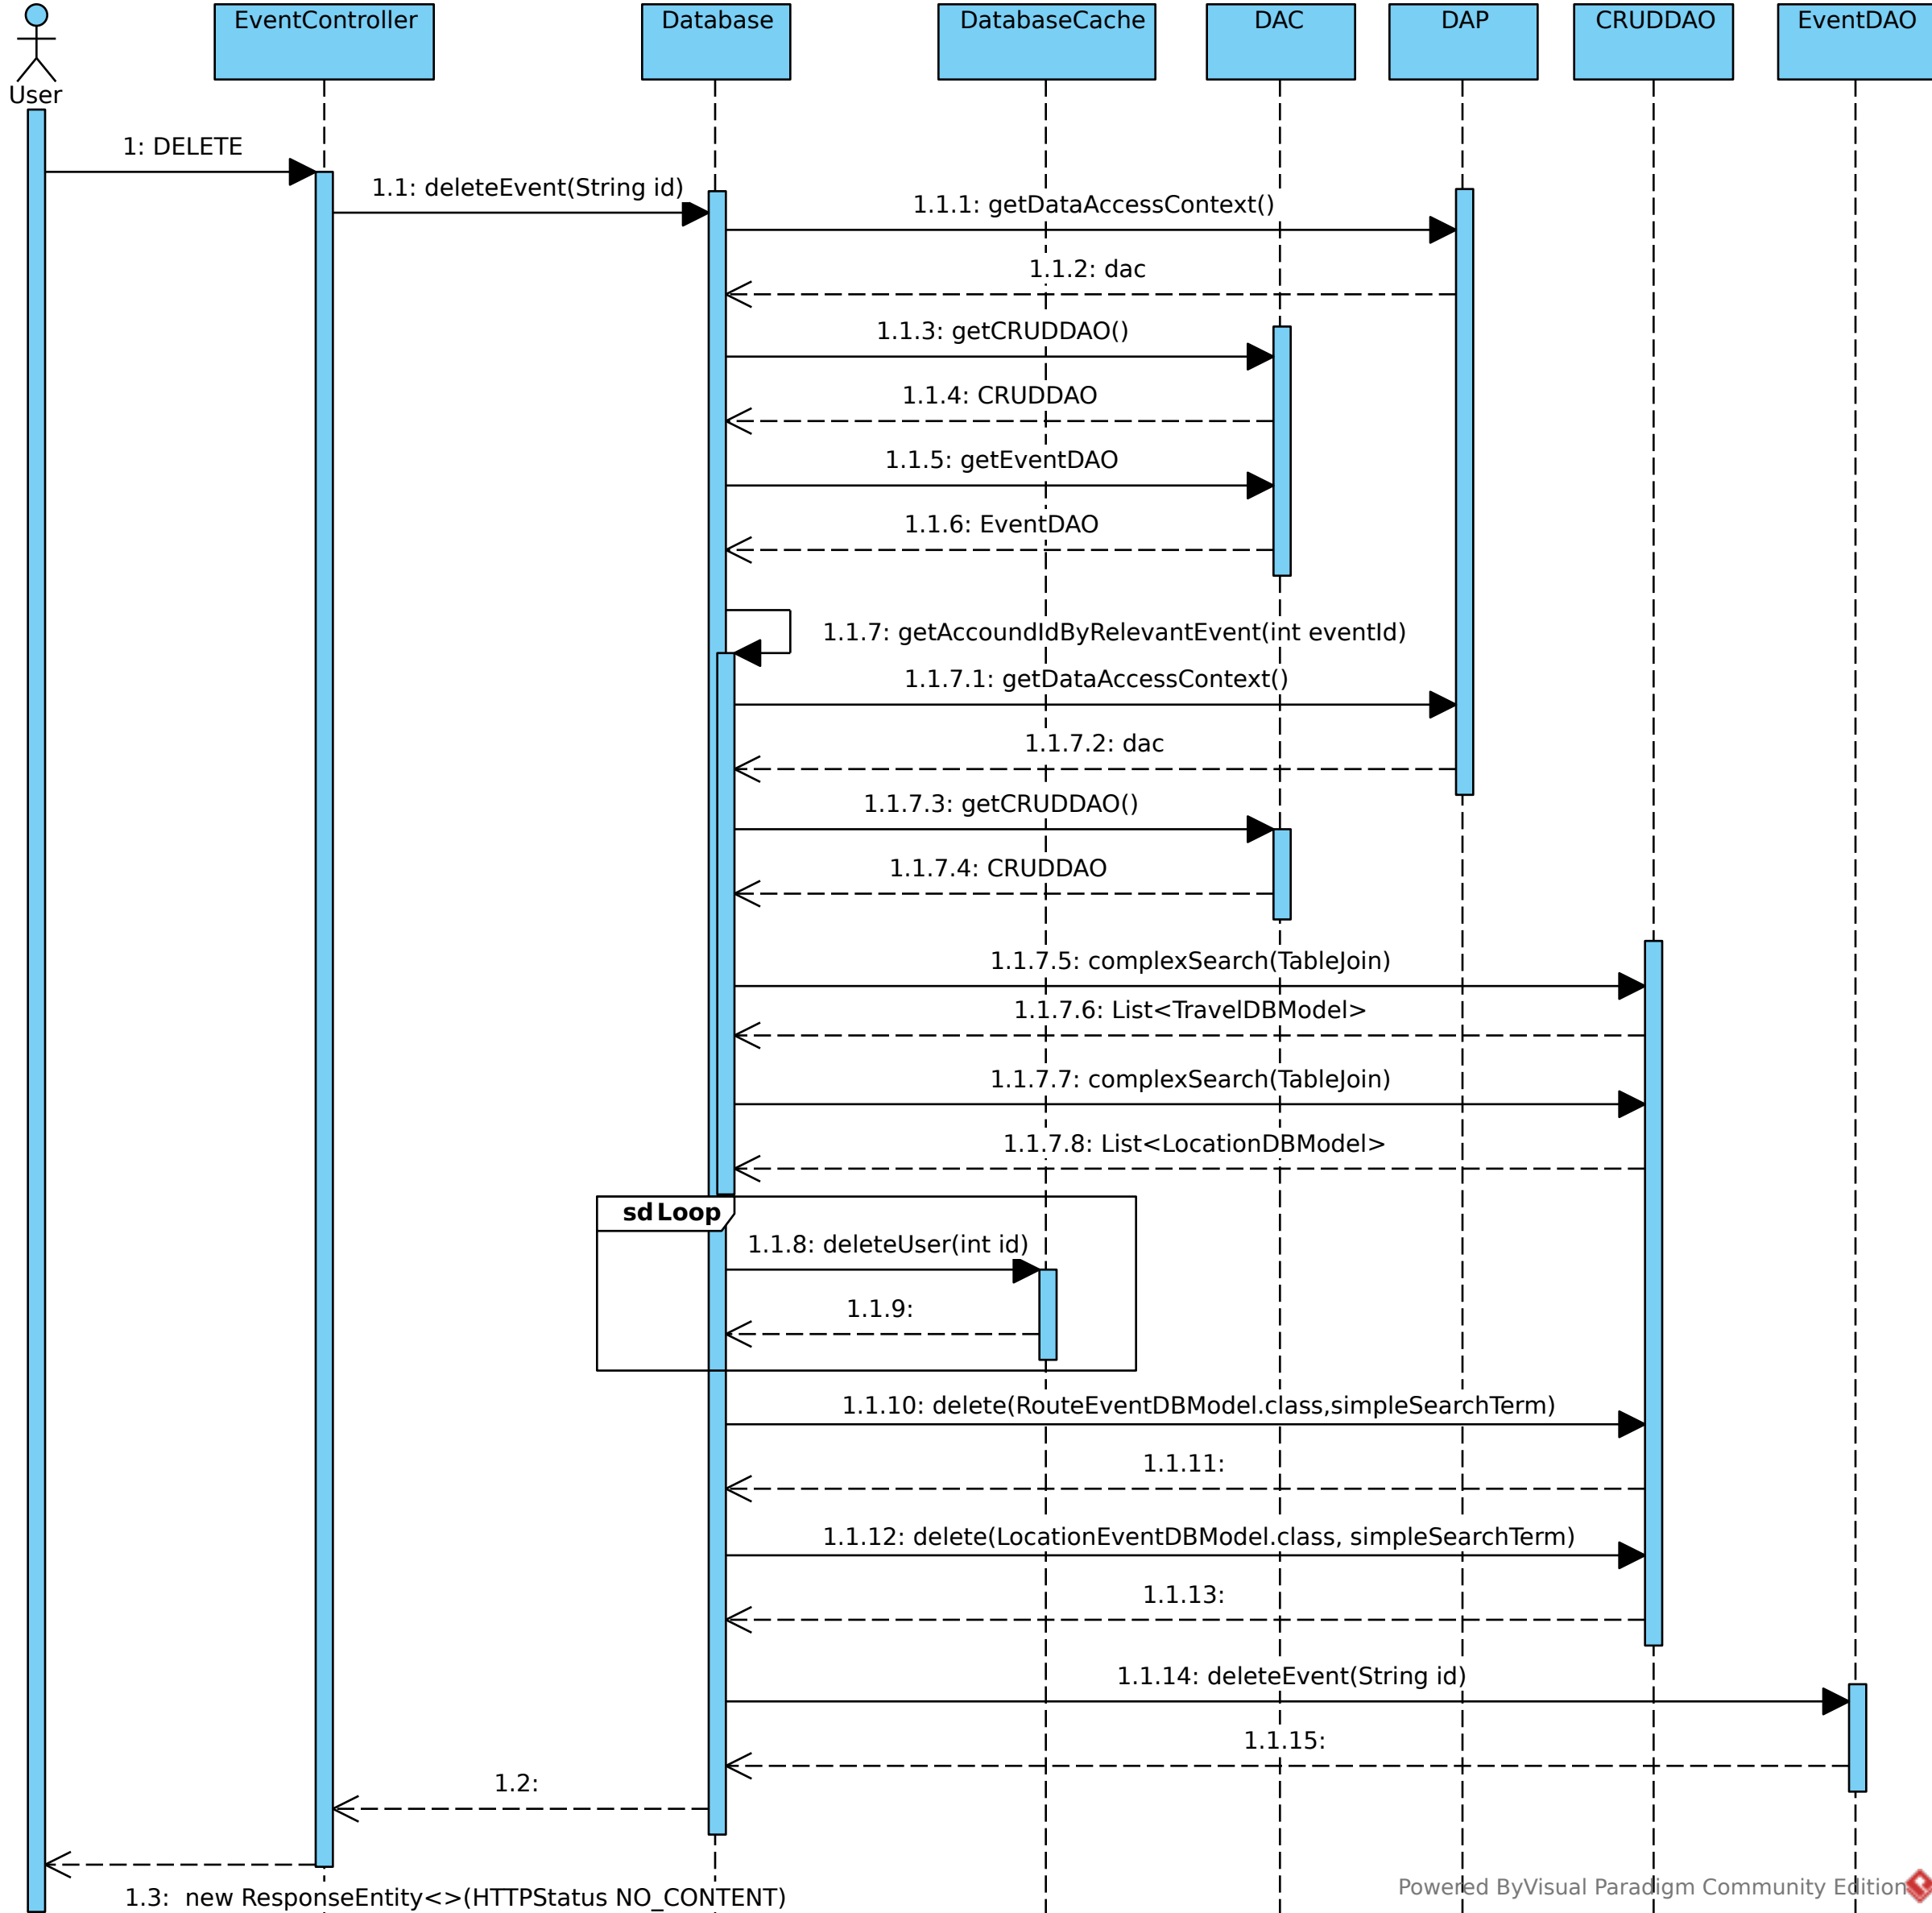 EventController
Database
DatabaseCache
DAC
DAP
CRUDDAO
EventDAO
User
1: DELETE
1.1: deleteEvent(String id)
1.1.1: getDataAccessContext()
1.1.2: dac
1.1.3: getCRUDDAO()
1.1.4: CRUDDAO
1.1.5: getEventDAO
1.1.6: EventDAO
1.1.7: getAccoundIdByRelevantEvent(int eventId)
1.1.7.1: getDataAccessContext()
1.1.7.2: dac
1.1.7.3: getCRUDDAO()
1.1.7.4: CRUDDAO
1.1.7.5: complexSearch(TableJoin)
1.1.7.6: List<TravelDBModel>
1.1.7.7: complexSearch(TableJoin)
1.1.7.8: List<LocationDBModel>
sd Loop
1.1.8: deleteUser(int id)
1.1.9:
1.1.10: delete(RouteEventDBModel.class,simpleSearchTerm)
1.1.11:
1.1.12: delete(LocationEventDBModel.class, simpleSearchTerm)
1.1.13:
1.1.14: deleteEvent(String id)
1.1.15:
1.2:
1.3:  new ResponseEntity<>(HTTPStatus NO_CONTENT)
Powered ByVisual Paradigm Community Edition